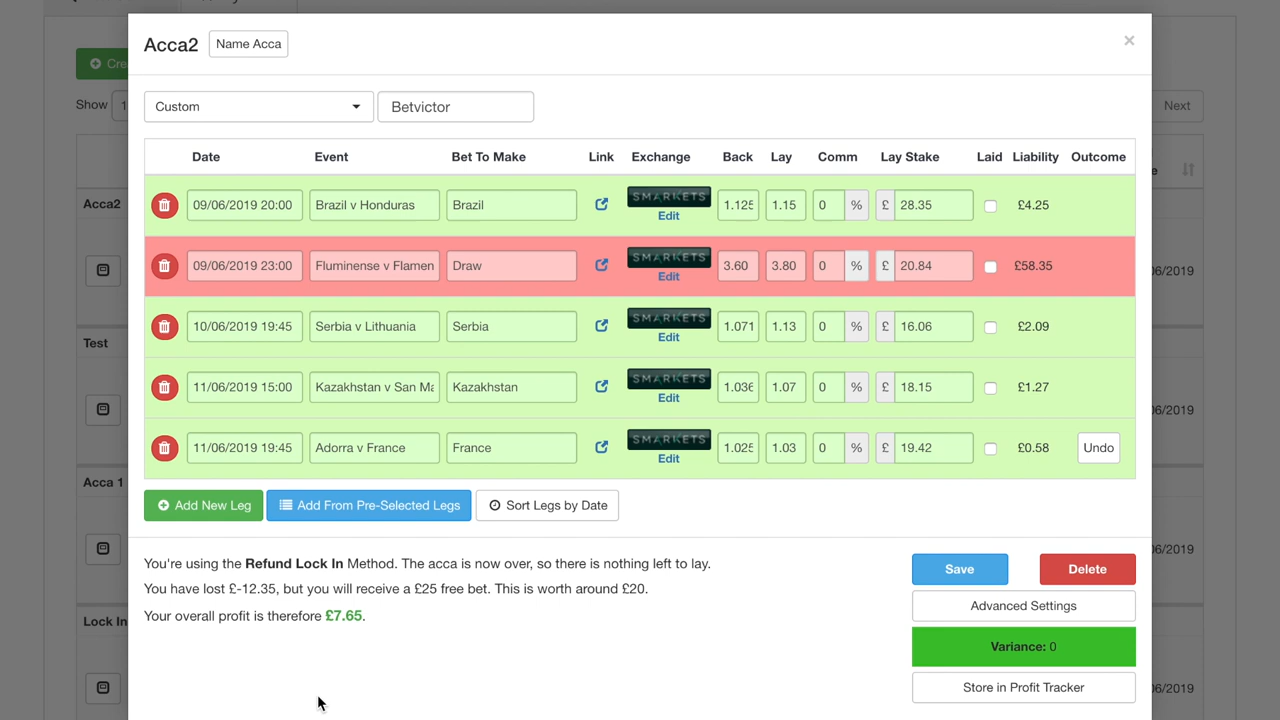 Acca2 Name Acca ×
Cre
Custom Betvictor
Show 1 Next
Date Event Bet To Make Link Exchange Back Lay Comm Lay Stake Laid Liability Outcome
Acca2 09/06/2019 20:00 Brazil v Honduras Brazil SMARKETS Edit 1.125 1.15 0 % £ 28.35 £4.25
09/06/2019 23:00 Fluminense v Flamen Draw SMARKETS Edit 3.60 3.80 0 % £ 20.84 £58.35 06/2019
Test 10/06/2019 19:45 Serbia v Lithuania Serbia SMARKETS Edit 1.071 1.13 0 % £ 16.06 £2.09
11/06/2019 15:00 Kazakhstan v San Ma Kazakhstan SMARKETS Edit 1.036 1.07 0 % £ 18.15 £1.27 06/2019
11/06/2019 19:45 Adorra v France France SMARKETS Edit 1.025 1.03 0 % £ 19.42 £0.58 Undo
Acca 1
Add New Leg Add From Pre-Selected Legs Sort Legs by Date
06/2019
You're using the Refund Lock In Method. The acca is now over, so there is nothing left to lay.
You have lost £-12.35, but you will receive a £25 free bet. This is worth around £20.
Your overall profit is therefore £7.65.
Save Delete
Advanced Settings
Lock In
Variance: 0
Store in Profit Tracker
06/2019